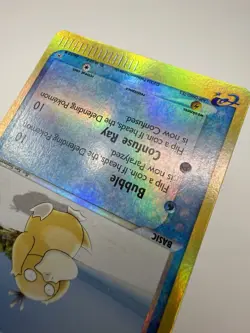 BASIC
Bubble
10
Flip a coin. If heads, the Defending Pokémon
is now Paralyzed.
Confuse Ray
10
Flip a coin. If heads, the Defending Pokémon
is now Confused.